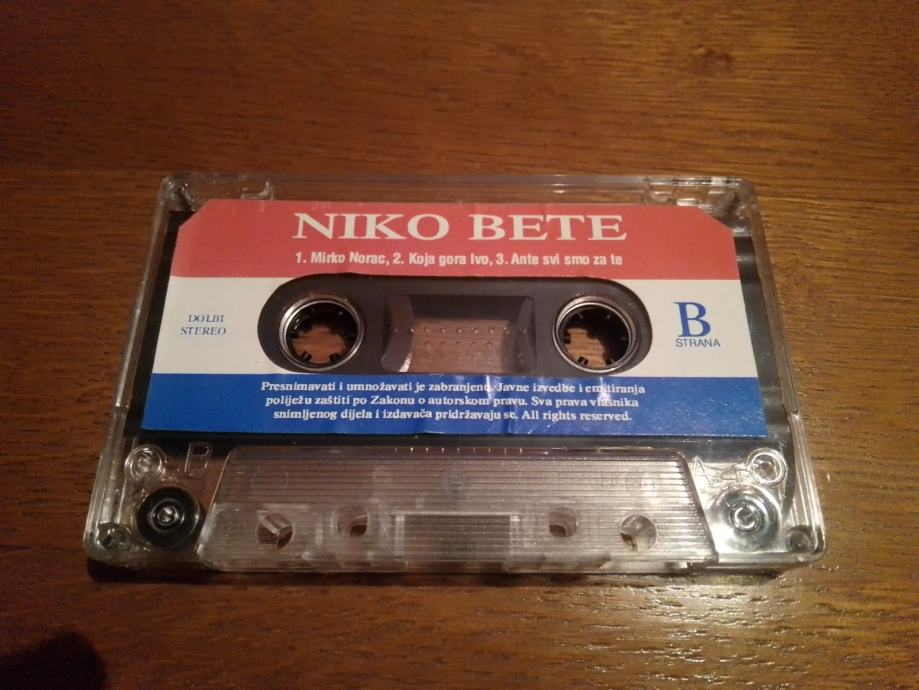 NIKO BETE
1. Mirko Norac, 2. Koja gora Ivo, 3. Ante svi smo za te
DOLBI
STEREO
B
STRANA
Presnimavati i umnožavati je zabranjeno. Javne izvedbe i emitiranja
poliježu zaštiti po Zakonu o autorskom pravu. Sva prava vlasnika
snimljenog dijela i izdavača pridržavaju se. All rights reserved.
B
A